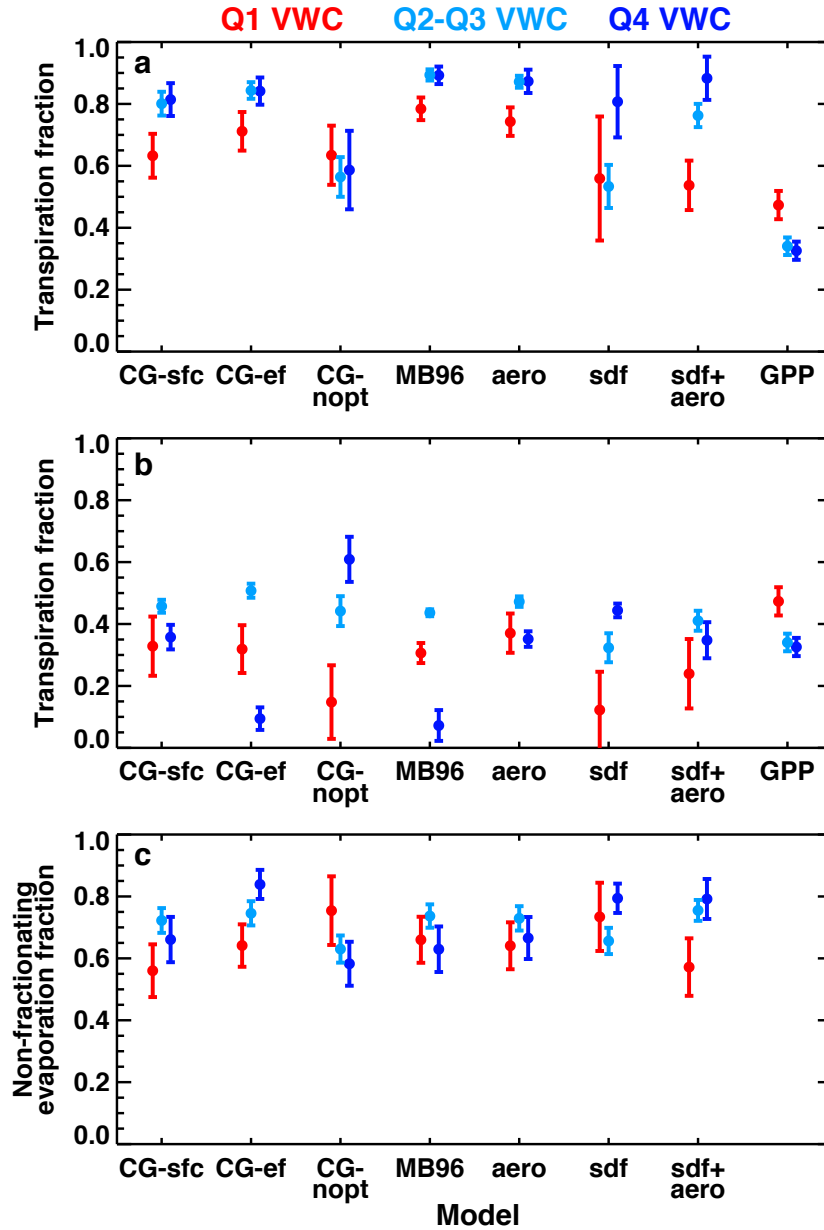 Q1 VWC Q2-Q3 VWC Q4 VWC
a
Transpiration fraction
1.0
0.8
0.6
0.4
0.2
0.0
CG-sfc CG-ef CG-nopt MB96 aero sdf sdf+aero GPP
b
Transpiration fraction
1.0
0.8
0.6
0.4
0.2
0.0
CG-sfc CG-ef CG-nopt MB96 aero sdf sdf+aero GPP
c
Non-fractionating
evaporation fraction
1.0
0.8
0.6
0.4
0.2
0.0
CG-sfc CG-ef CG-nopt MB96 aero sdf sdf+aero
Model